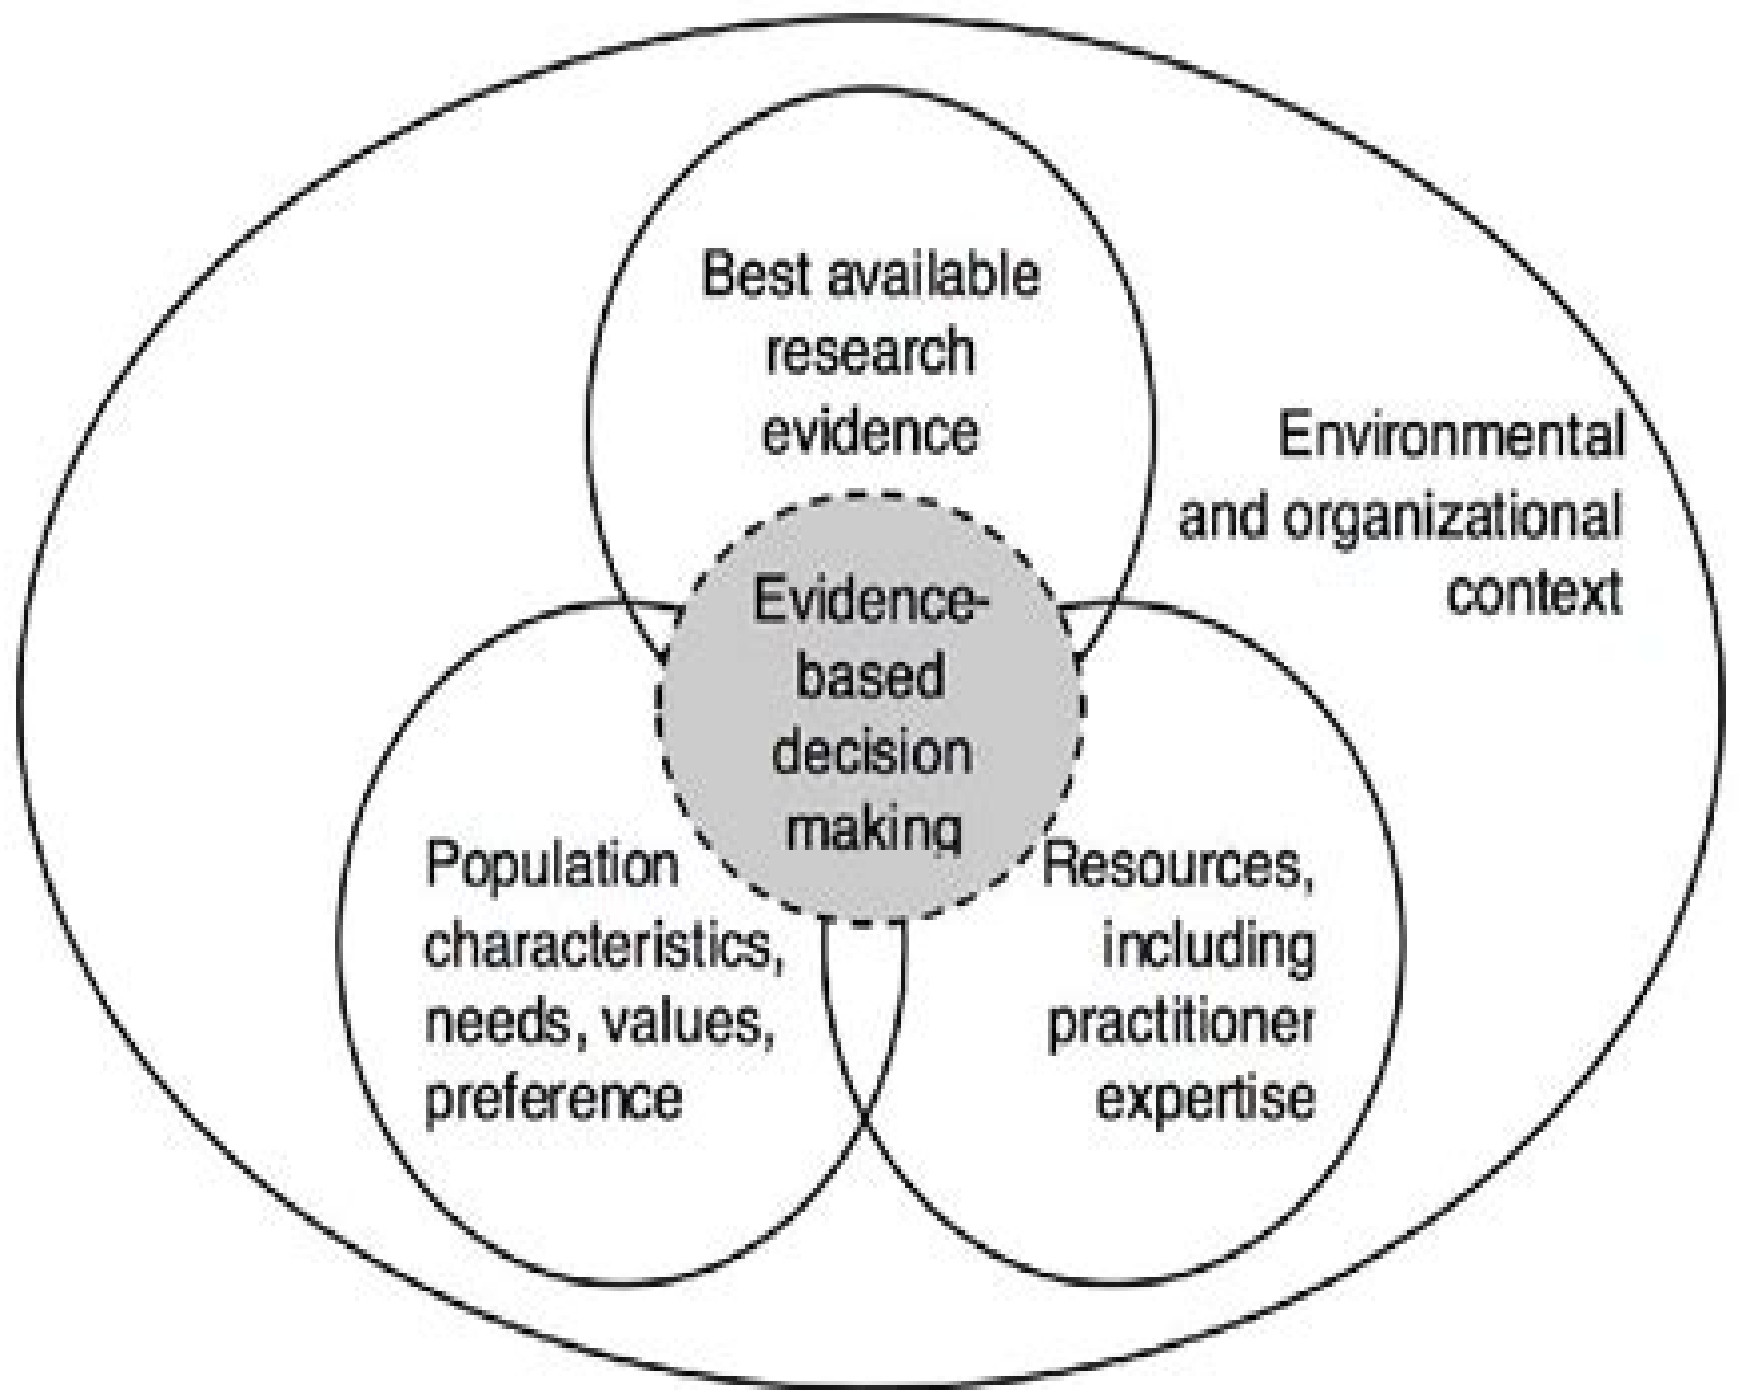 Best available
research
evidence
Environmental
and organizational
context
Evidence-
based
decision
making
Population
characteristics,
needs, values,
preference
Resources,
including
practitioner
expertise